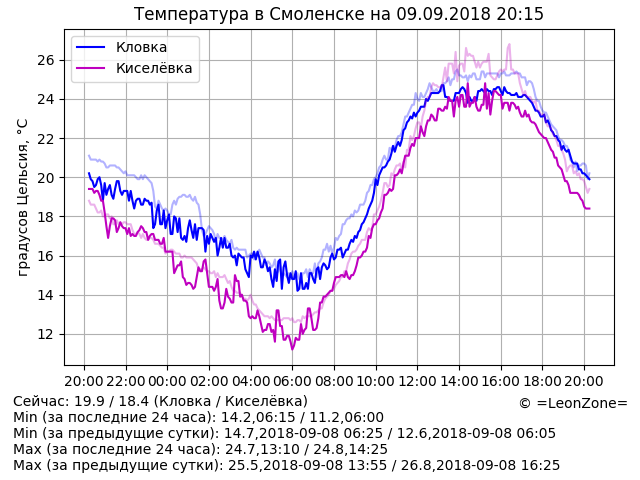 Температура в Смоленске на 09.09.2018 20:15
Кловка
Киселёвка
градусов Цельсия, °C
26
24
22
20
18
16
14
12
20:00 22:00 00:00 02:00 04:00 06:00 08:00 10:00 12:00 14:00 16:00 18:00 20:00
Сейчас: 19.9 / 18.4 (Кловка / Киселёвка)
© =LeonZone=
Min (за последние 24 часа): 14.2,06:15 / 11.2,06:00
Min (за предыдущие сутки): 14.7,2018-09-08 06:25 / 12.6,2018-09-08 06:05
Max (за последние 24 часа): 24.7,13:10 / 24.8,14:25
Max (за предыдущие сутки): 25.5,2018-09-08 13:55 / 26.8,2018-09-08 16:25